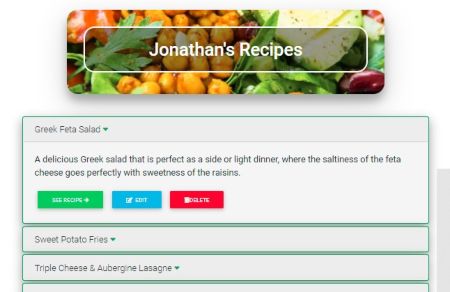 Jonathan's Recipes
Greek Feta Salad
A delicious Greek salad that is perfect as a side or light dinner, where the saltiness of the feta
cheese goes perfectly with sweetness of the raisins.
SEE RECIPE EDIT DELETE
Sweet Potato Fries
Triple Cheese & Aubergine Lasagne